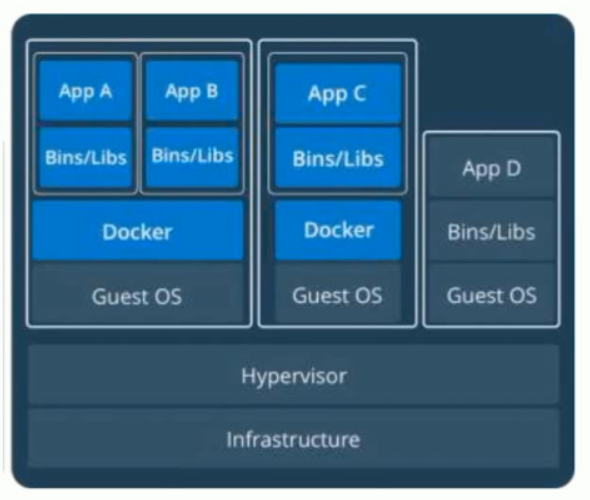 App A
App B
App C
Bins/Libs
Bins/Libs
Bins/Libs
App D
Docker
Docker
Bins/Libs
Guest OS
Guest OS
Guest OS
Hypervisor
Infrastructure